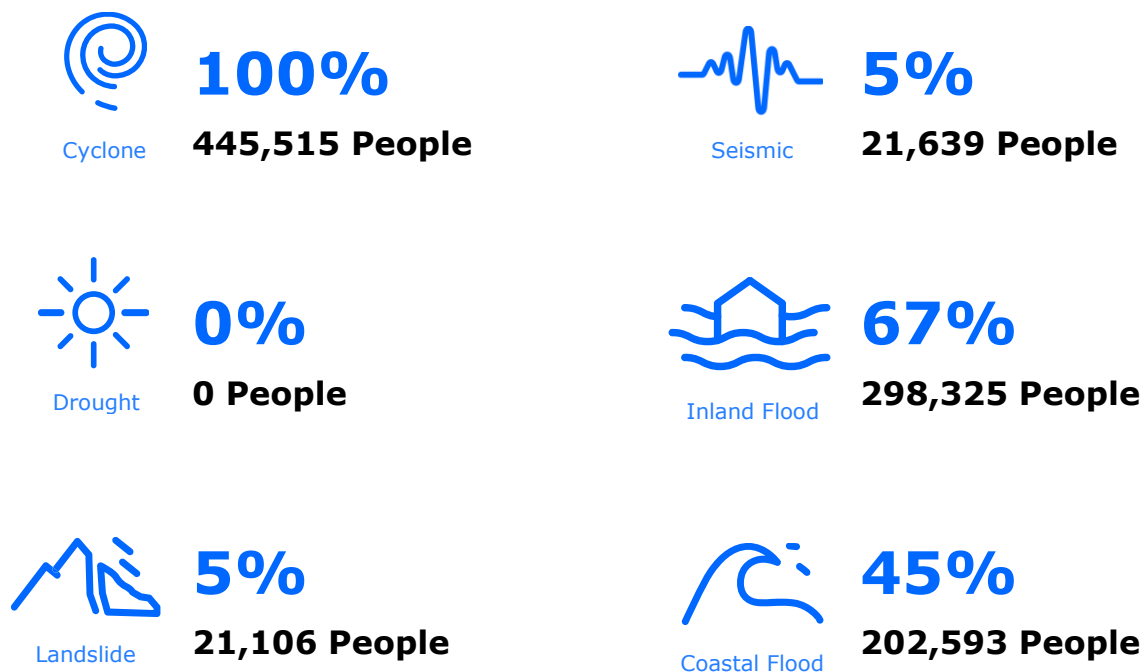 100%
445,515 People
Cyclone
5%
21,639 People
Seismic
0%
0 People
Drought
67%
298,325 People
Inland Flood
5%
21,106 People
Landslide
45%
202,593 People
Coastal Flood